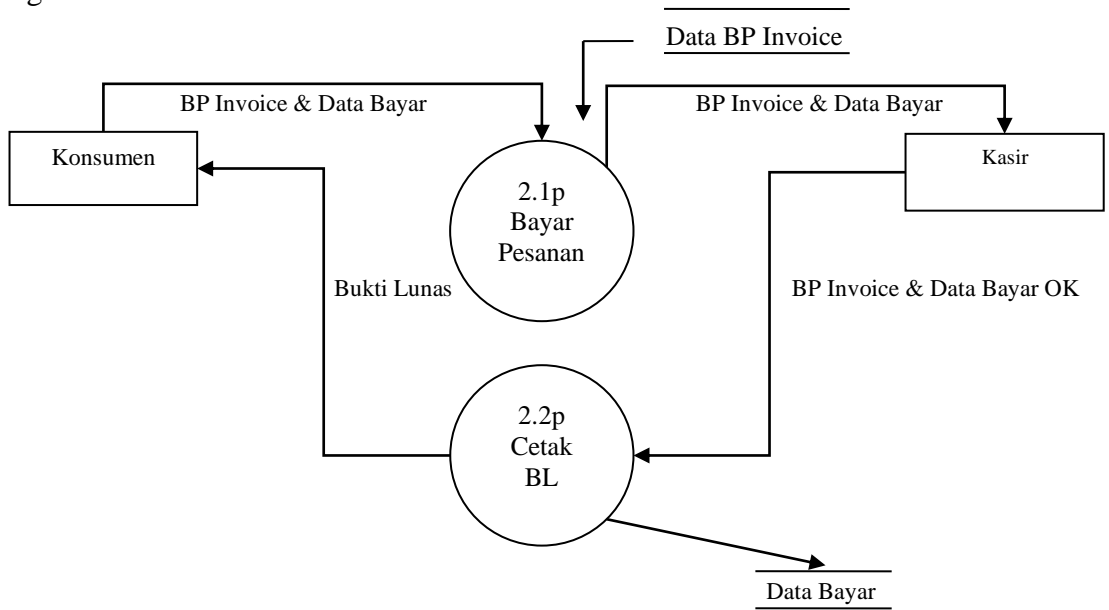 Data BP Invoice
BP Invoice & Data Bayar
BP Invoice & Data Bayar
Konsumen
Kasir
2.1p
Bayar
Pesanan
Bukti Lunas
BP Invoice & Data Bayar OK
2.2p
Cetak
BL
Data Bayar